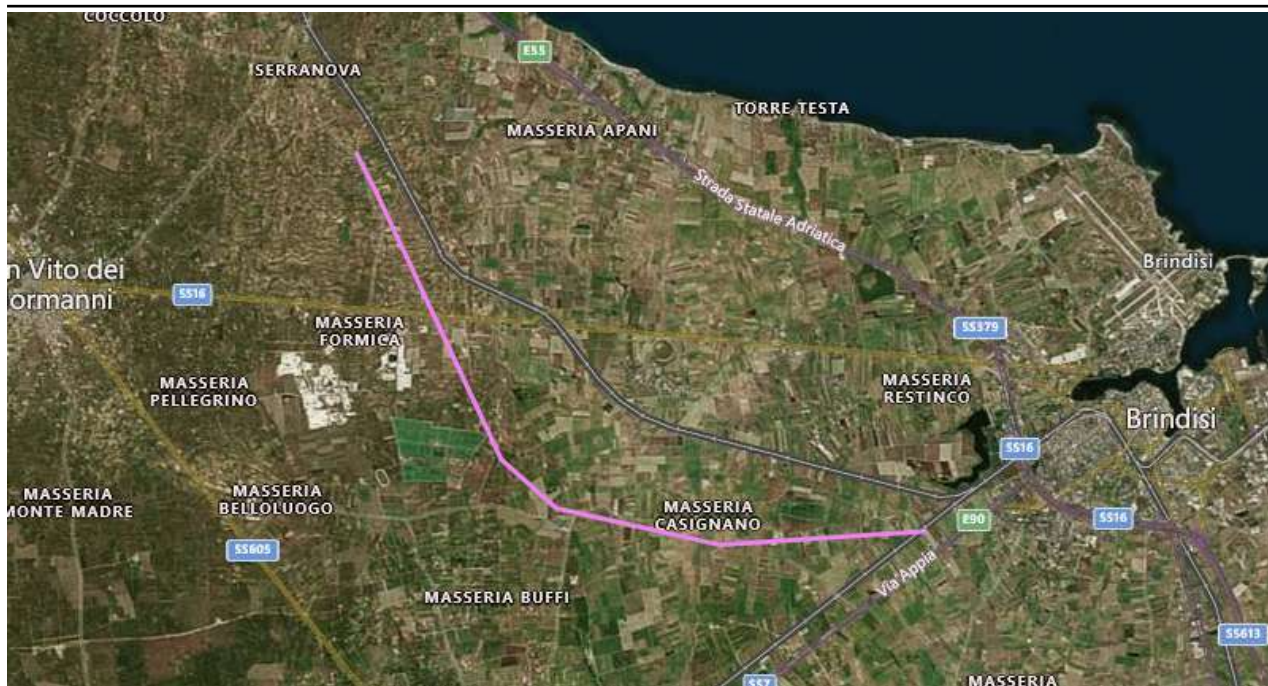 COCCOLO
E55
SERRANOVA
TORRE TESTA
MASSERIA APANI
Strada Statale Adriatica
n Vito dei
ormanni
Brindisi
SS16
MASSERIA
FORMICA
SS379
MASSERIA
PELLEGRINO
MASSERIA
RESTINCO
Brindisi
SS16
MASSERIA
MONTE MADRE
MASSERIA
BELLOLUOGO
MASSERIA
CASIGNANO
E90
SS16
SS605
Via Appia
MASSERIA BUFFI
SS613
SS7
MASSERIA